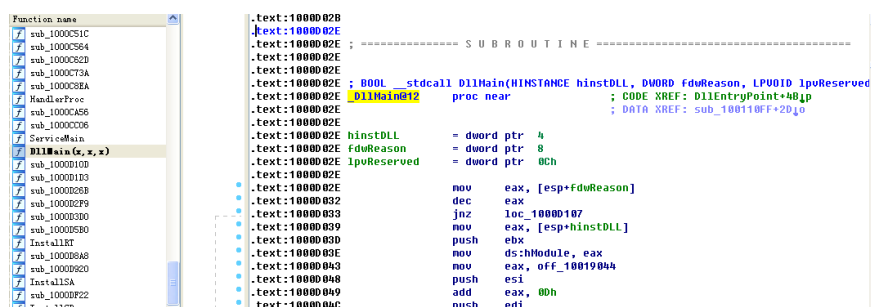 Function name
sub_1000C51C
sub_1000C564
sub_1000C62D
sub_1000C73A
sub_1000C8EA
HandlerProc
sub_1000CA56
sub_1000CC06
ServiceMain
DllMain(x,x,x)
sub_1000D10D
sub_1000D1D3
sub_1000D26B
sub_1000D2F9
sub_1000D3D0
sub_1000D5B0
InstallRT
sub_1000D8A8
sub_1000D920
InstallSA
sub_1000DF22
.text:1000D02B
.text:1000D02E
.text:1000D02E ; =============== S U B R O U T I N E =======================================
.text:1000D02E
.text:1000D02E
.text:1000D02E ; BOOL __stdcall DllMain(HINSTANCE hinstDLL, DWORD fdwReason, LPVOID lpvReserved
.text:1000D02E _DllMain@12 proc near ; CODE XREF: DllEntryPoint+4B↓p
.text:1000D02E ; DATA XREF: sub_100110FF+2D↓o
.text:1000D02E
.text:1000D02E hinstDLL = dword ptr 4
.text:1000D02E fdwReason = dword ptr 8
.text:1000D02E lpvReserved = dword ptr 0Ch
.text:1000D02E
.text:1000D02E mov eax, [esp+fdwReason]
.text:1000D032 dec eax
.text:1000D033 jnz loc_1000D107
.text:1000D039 mov eax, [esp+hinstDLL]
.text:1000D03D push ebx
.text:1000D03E mov ds:hModule, eax
.text:1000D043 mov eax, off_10019044
.text:1000D048 push esi
.text:1000D049 add eax, 0Dh
.text:1000D04C push edi